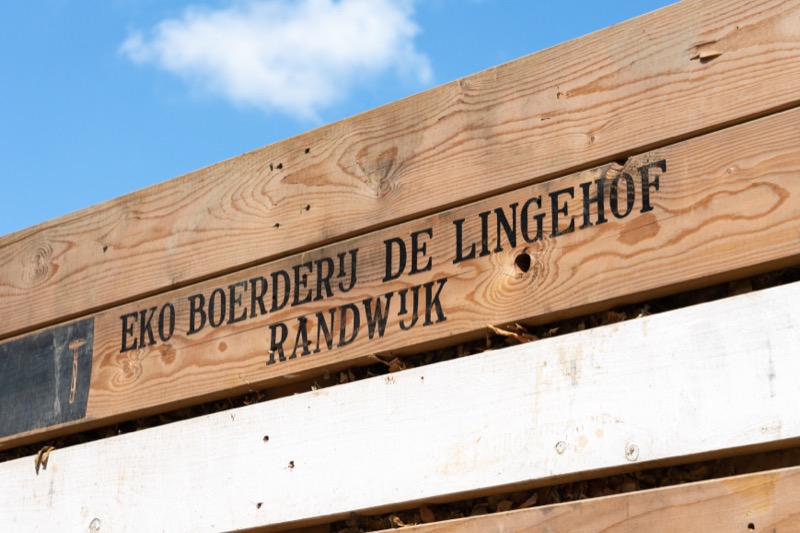 EKO BOERDERIJ DE LINGEHOF
RANDWIJK